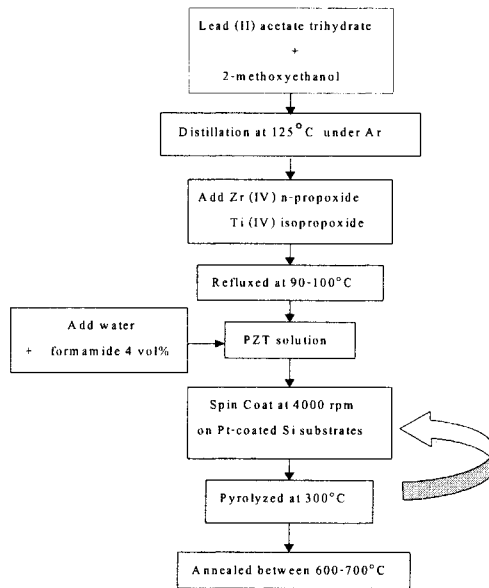 Lead (II) acetate trihydrate
+
2-methoxyethanol
Distillation at 125°C under Ar
Add Zr (IV) n-propoxide
Ti (IV) isopropoxide
Refluxed at 90-100°C
Add water
+ formamide 4 vol%
PZT solution
Spin Coat at 4000 rpm
on Pt-coated Si substrates
Pyrolyzed at 300°C
Annealed between 600-700°C